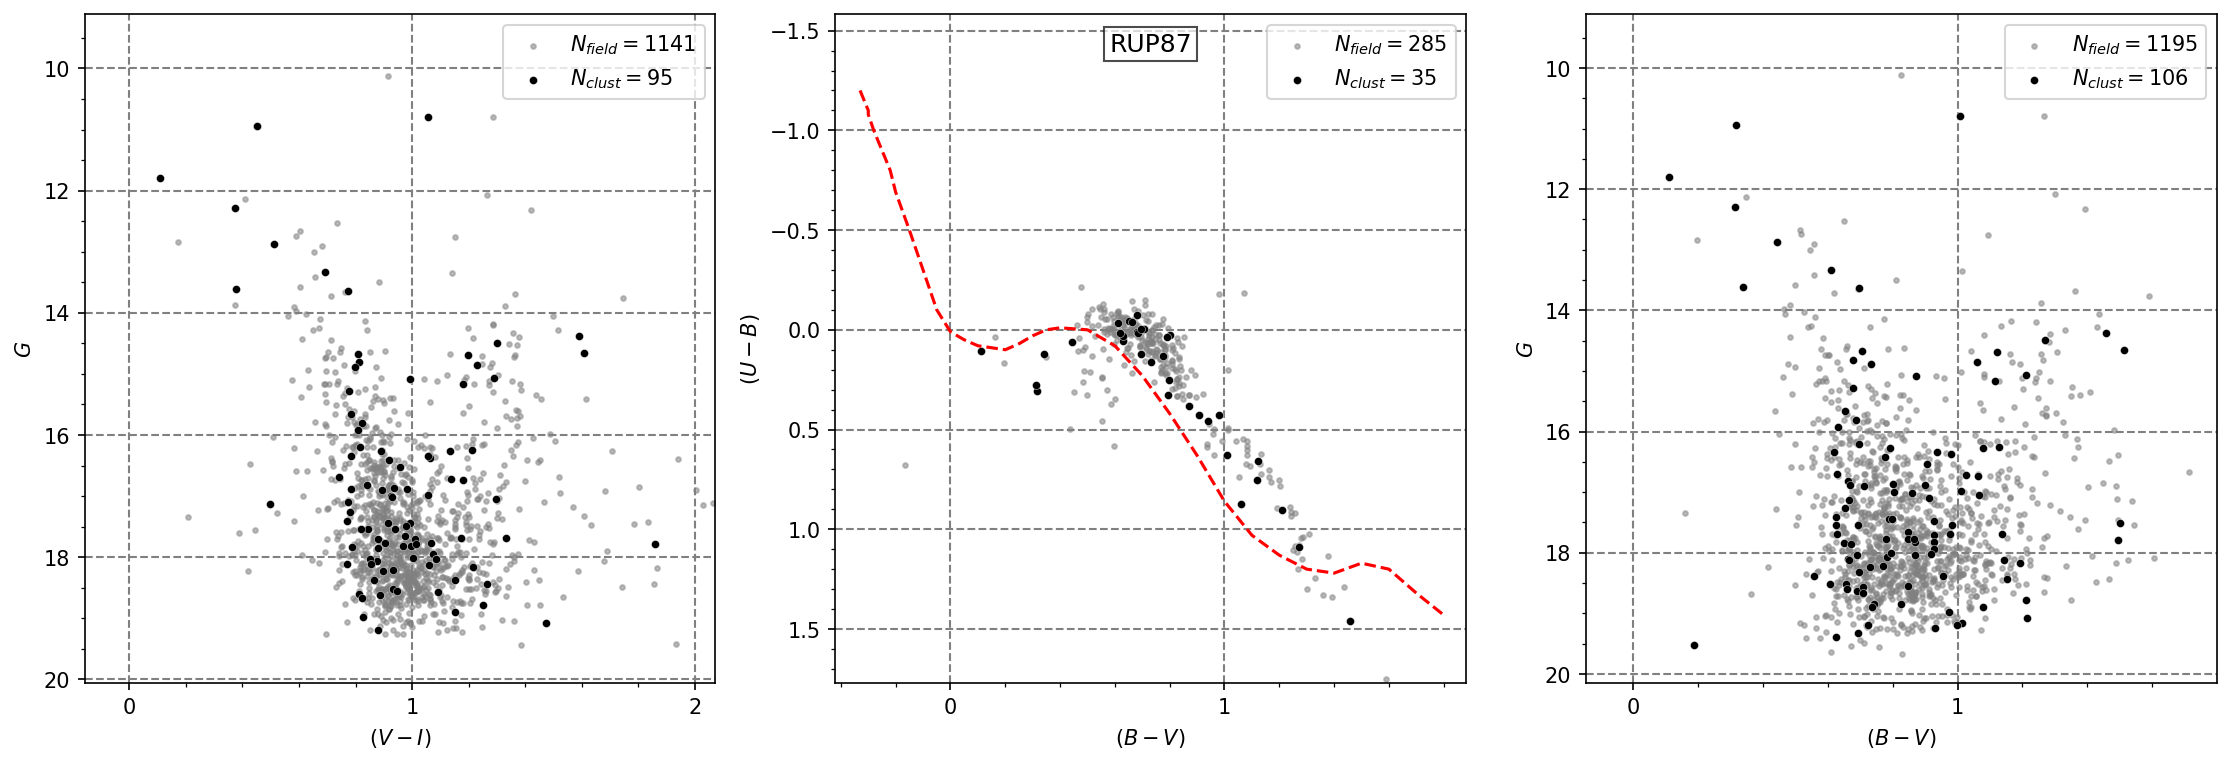 N_field = 1141
N_clust = 95
10
12
14
16
18
20
G
0
1
2
(V − I)
RUP87
N_field = 285
N_clust = 35
−1.5
−1.0
−0.5
0.0
0.5
1.0
1.5
(U − B)
0
1
(B − V)
N_field = 1195
N_clust = 106
10
12
14
16
18
20
G
0
1
(B − V)